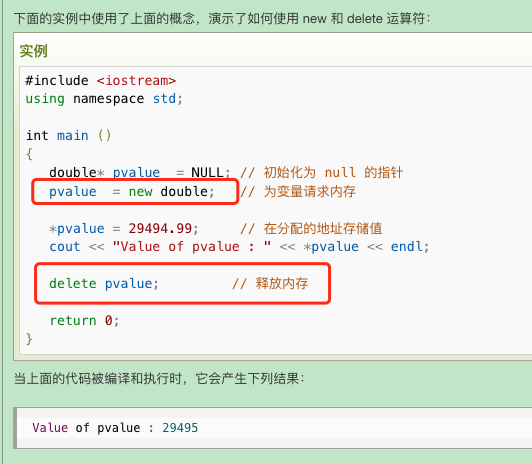 下面的实例中使用了上面的概念，演示了如何使用 new 和 delete 运算符：
实例
#include <iostream>
using namespace std;
int main ()
{
   double* pvalue  = NULL; // 初始化为 null 的指针
   pvalue  = new double;   // 为变量请求内存
   *pvalue = 29494.99;     // 在分配的地址存储值
   cout << "Value of pvalue : " << *pvalue << endl;
   delete pvalue;         // 释放内存
   return 0;
}
当上面的代码被编译和执行时，它会产生下列结果：
Value of pvalue : 29495